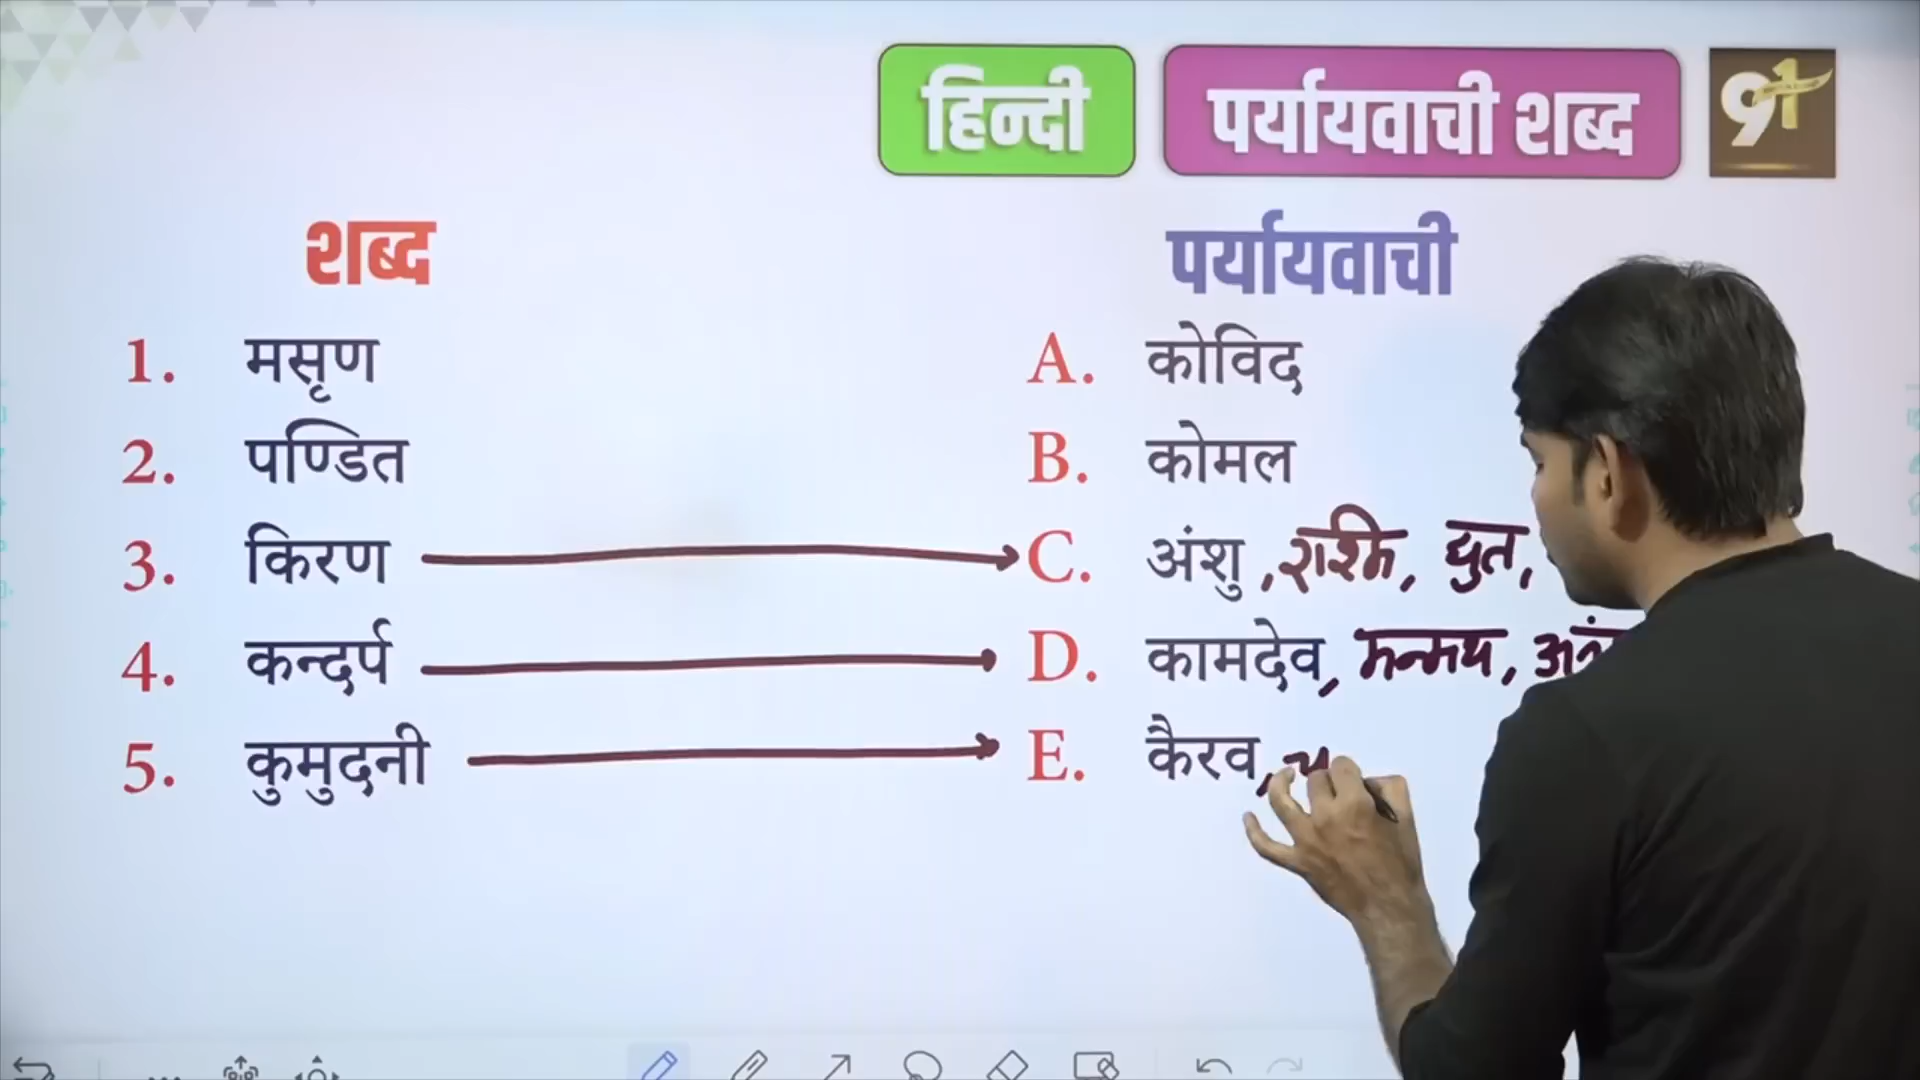 हिन्दी पर्यायवाची शब्द 91
शब्द पर्यायवाची
1. मसृण A. कोविद
2. पण्डित B. कोमल
3. किरण C. अंशु, रश्मि, द्युत,
4. कन्दर्प D. कामदेव, मन्मथ,
5. कुमुदनी E. कैरव,